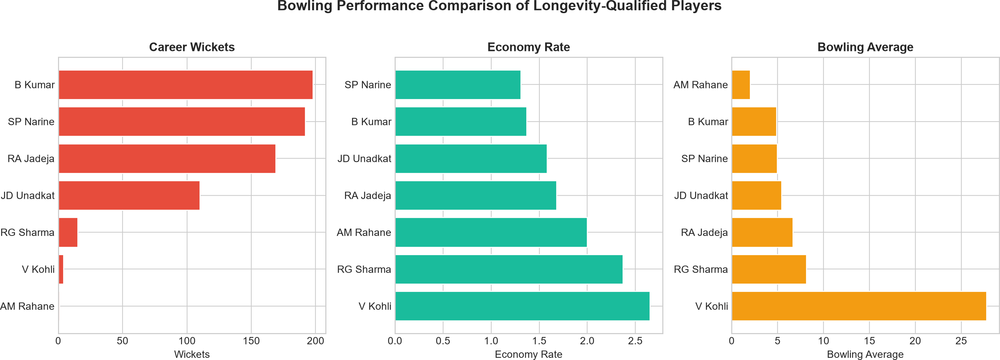 Bowling Performance Comparison of Longevity-Qualified Players
Career Wickets
B Kumar
SP Narine
RA Jadeja
JD Unadkat
RG Sharma
V Kohli
AM Rahane
0 50 100 150 200
Wickets
Economy Rate
SP Narine
B Kumar
JD Unadkat
RA Jadeja
AM Rahane
RG Sharma
V Kohli
0.0 0.5 1.0 1.5 2.0 2.5
Economy Rate
Bowling Average
AM Rahane
B Kumar
SP Narine
JD Unadkat
RA Jadeja
RG Sharma
V Kohli
0 5 10 15 20 25
Bowling Average